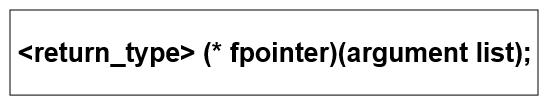 <return_type> (* fpointer)(argument list);